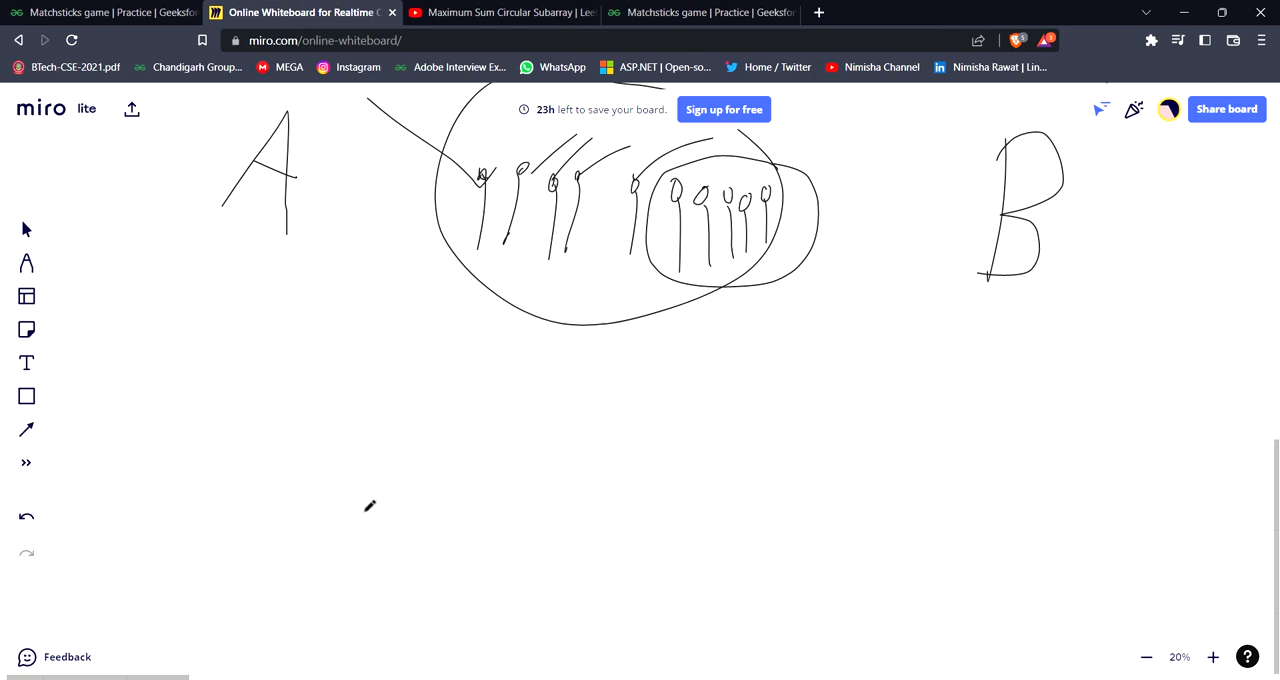 Matchsticks game | Practice | Geeksfor
Online Whiteboard for Realtime C
Maximum Sum Circular Subarray | Lee
Matchsticks game | Practice | Geeksfor
miro.com/online-whiteboard/
5
3
BTech-CSE-2021.pdf
Chandigarh Group...
MEGA
Instagram
Adobe Interview Ex...
WhatsApp
ASP.NET | Open-so...
Home / Twitter
Nimisha Channel
Nimisha Rawat | Lin...
miro lite
23h left to save your board.
Sign up for free
Share board
A
B
T
Feedback
20%
?